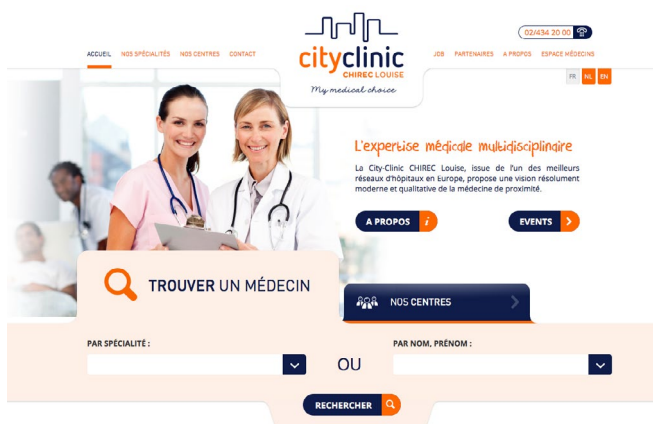 02/434 20 00
ACCUEIL NOS SPÉCIALITÉS NOS CENTRES CONTACT
cityclinic
CHIREC LOUISE
My medical choice
JOB PARTENAIRES A PROPOS ESPACE MÉDECINS
FR NL EN
L'expertise médicale multidisciplinaire
La City-Clinic CHIREC Louise, issue de l'un des meilleurs
réseaux d'hôpitaux en Europe, propose une vision résolument
moderne et qualitative de la médecine de proximité.
A PROPOS i
EVENTS
TROUVER UN MÉDECIN
NOS CENTRES
PAR SPÉCIALITÉ :
OU
PAR NOM, PRÉNOM :
RECHERCHER